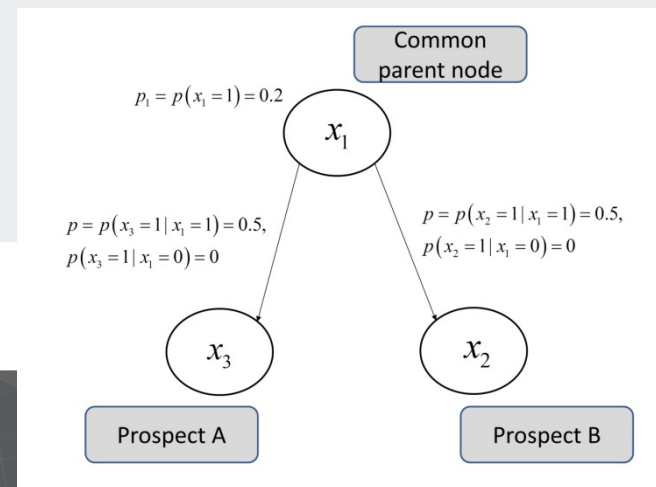 Common
parent node
p₁ = p(x₁ = 1) = 0.2
x₁
p = p(x₃ = 1 | x₁ = 1) = 0.5,
p(x₃ = 1 | x₁ = 0) = 0
p = p(x₂ = 1 | x₁ = 1) = 0.5,
p(x₂ = 1 | x₁ = 0) = 0
x₃
x₂
Prospect A
Prospect B